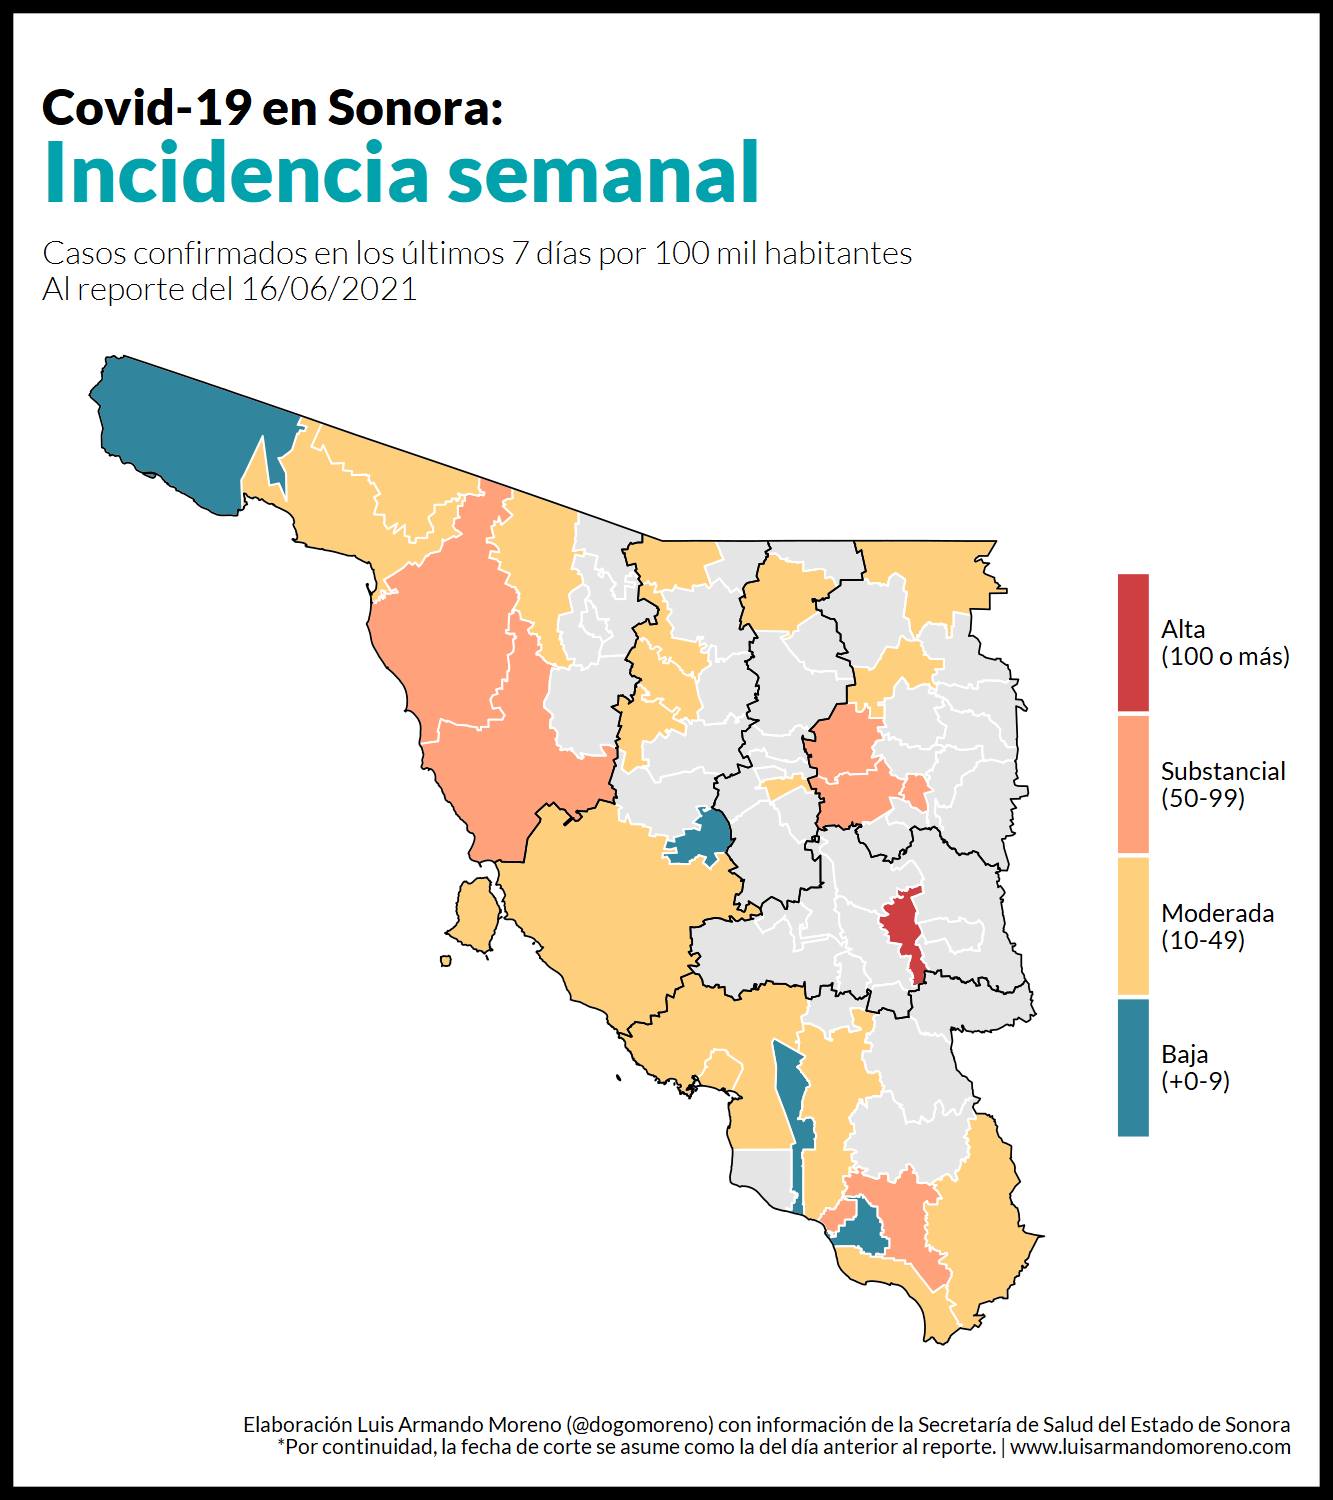 Covid-19 en Sonora:
Incidencia semanal
Casos confirmados en los últimos 7 días por 100 mil habitantes
Al reporte del 16/06/2021
Alta
(100 o más)
Substancial
(50-99)
Moderada
(10-49)
Baja
(+0-9)
Elaboración Luis Armando Moreno (@dogomoreno) con información de la Secretaría de Salud del Estado de Sonora
*Por continuidad, la fecha de corte se asume como la del día anterior al reporte. | www.luisarmandomoreno.com